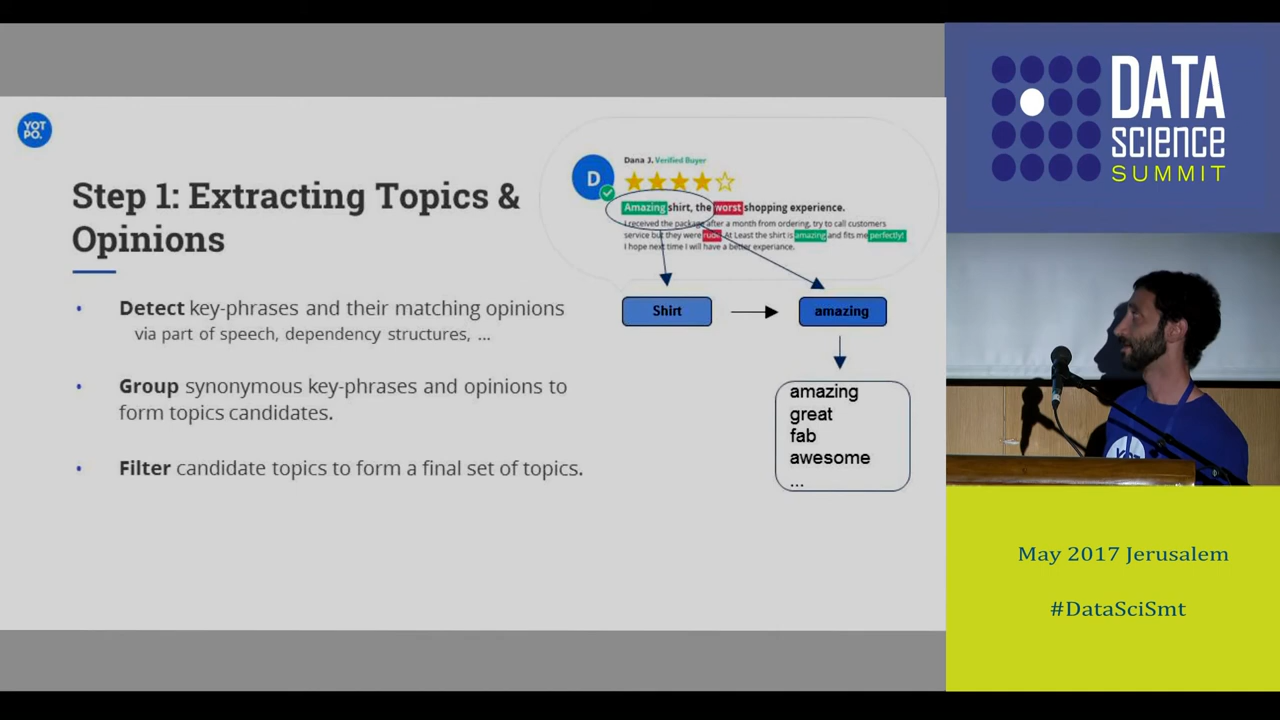 YOT
PO.
Step 1: Extracting Topics &
Opinions
• Detect key-phrases and their matching opinions
via part of speech, dependency structures, ...
• Group synonymous key-phrases and opinions to
form topics candidates.
• Filter candidate topics to form a final set of topics.
D
Dana J. Verified Buyer
Amazing shirt, the worst shopping experience.
I received the package after a month from ordering, try to call customers
service but they were rude. At Least the shirt is amazing and fits me perfectly!
I hope next time I will have a better experiance.
Shirt
amazing
amazing
great
fab
awesome
...
DATA
SCIENCE
SUMMIT
YOT
May 2017 Jerusalem
#DataSciSmt